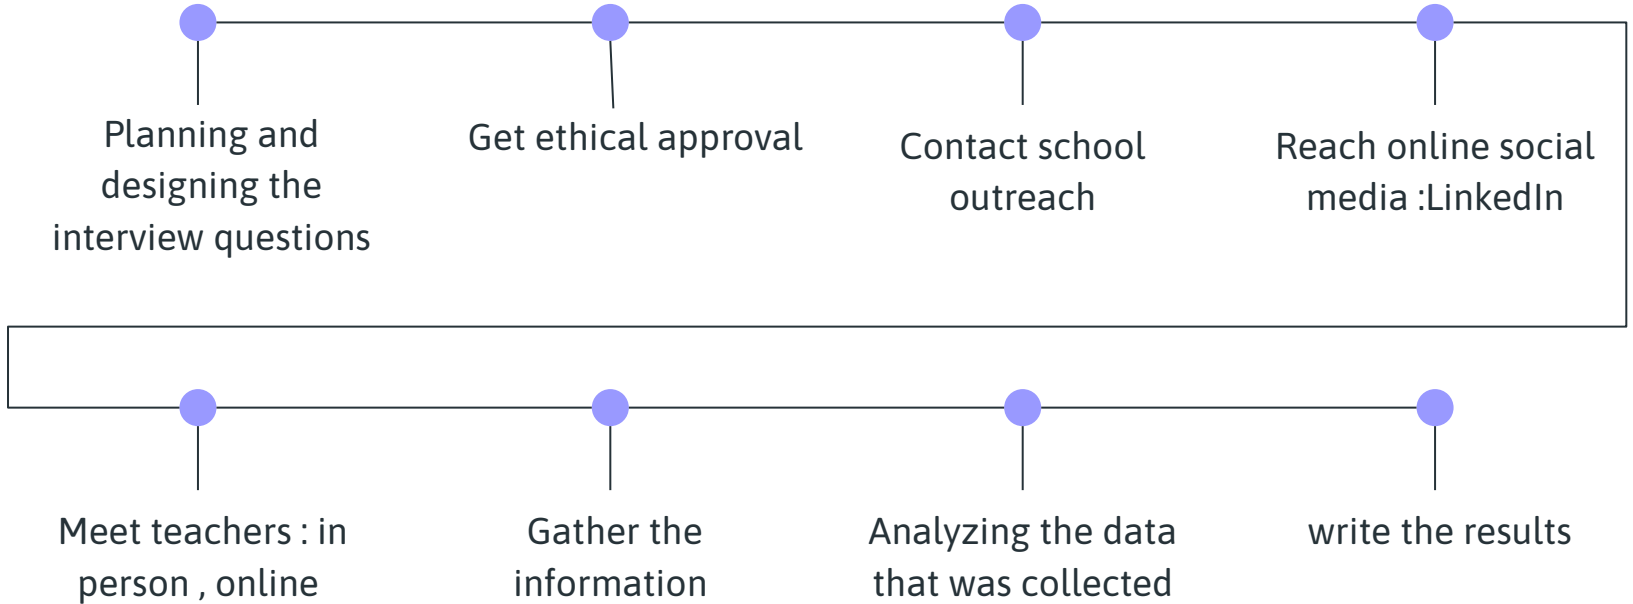 Planning and
designing the
interview questions
Get ethical approval
Contact school
outreach
Reach online social
media :LinkedIn
Meet teachers : in
person , online
Gather the
information
Analyzing the data
that was collected
write the results